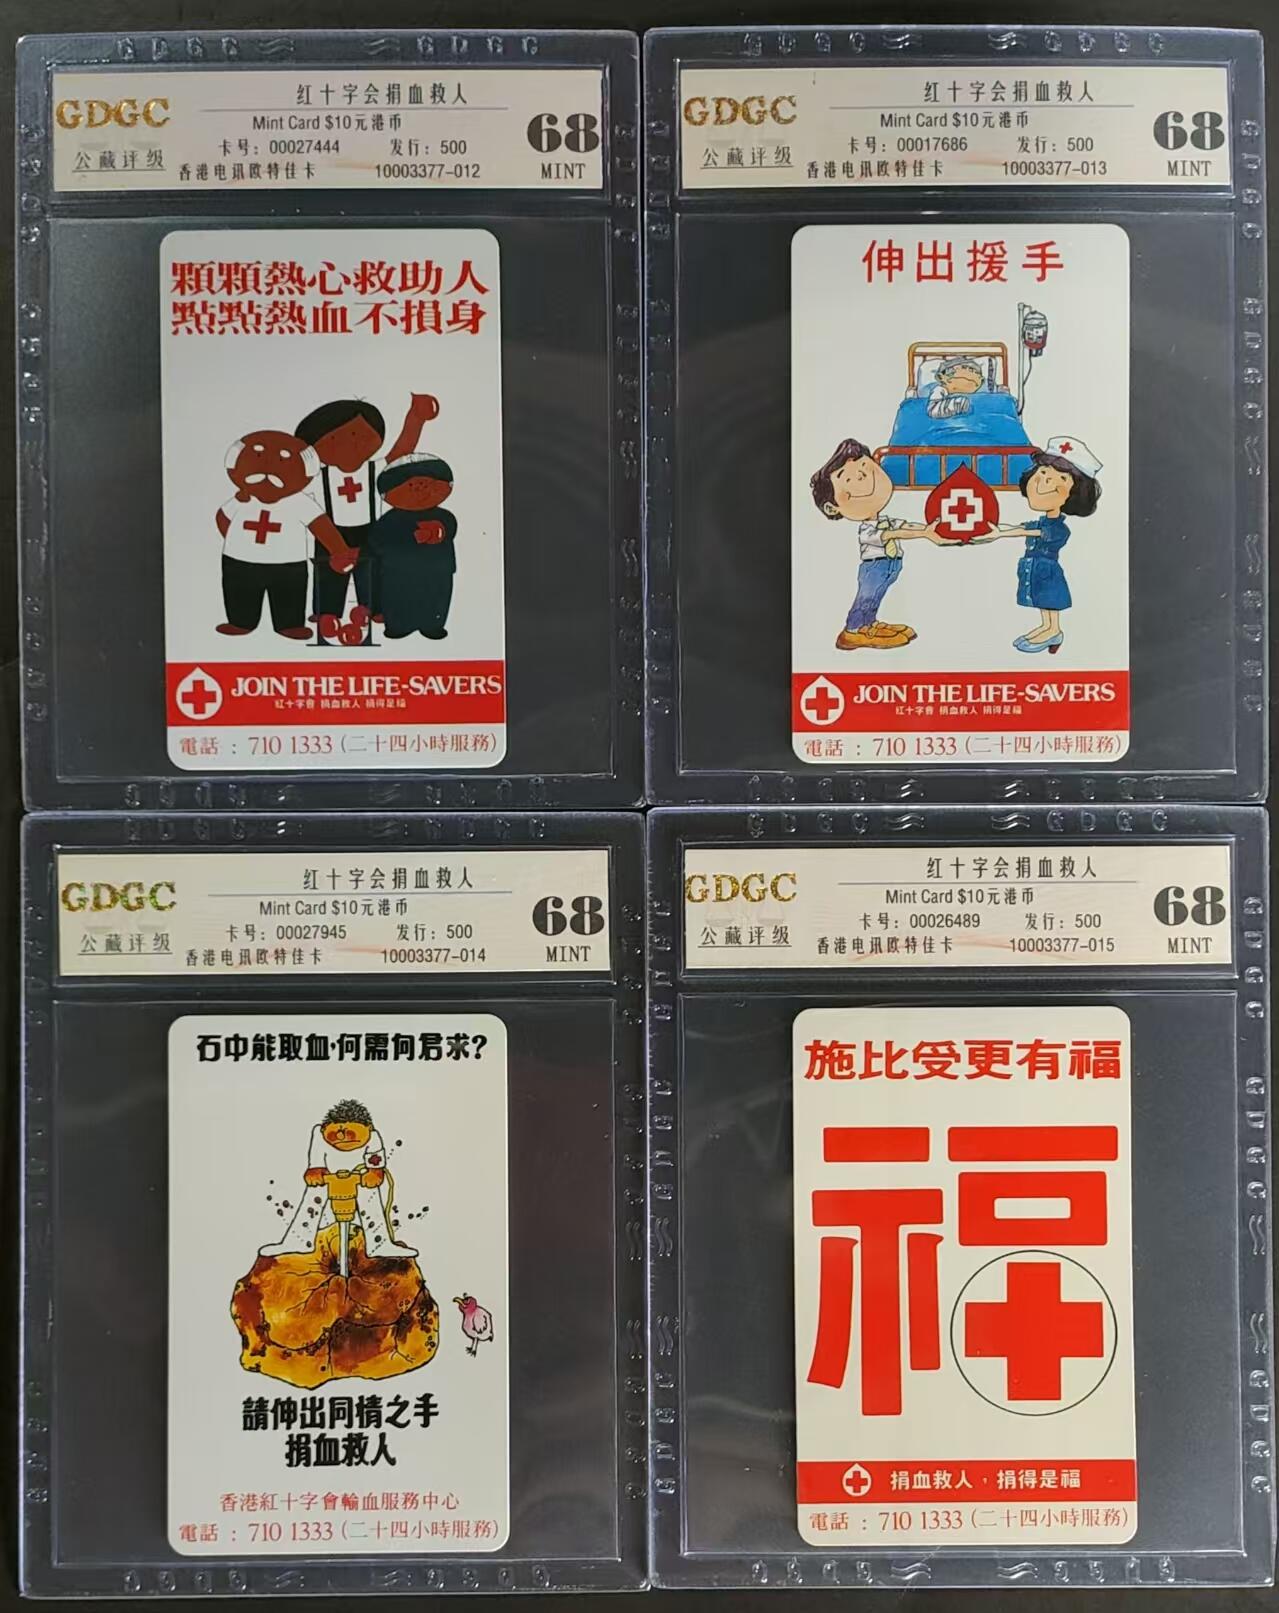 GDGC
公藏评级
红十字会捐血救人
Mint Card $10元港币
卡号：00027444 发行：500
香港电讯欧特佳卡 10003377-012
68
MINT
顆顆熱心救助人
點點熱血不損身
JOIN THE LIFE-SAVERS
紅十字會 捐血救人 捐得是福
電話：710 1333 (二十四小時服務)
GDGC
公藏评级
红十字会捐血救人
Mint Card $10元港币
卡号：00017686 发行：500
香港电讯欧特佳卡 10003377-013
68
MINT
伸出援手
JOIN THE LIFE-SAVERS
紅十字會 捐血救人 捐得是福
電話：710 1333 (二十四小時服務)
GDGC
公藏评级
红十字会捐血救人
Mint Card $10元港币
卡号：00027945 发行：500
香港电讯欧特佳卡 10003377-014
68
MINT
石中能取血·何需向君求?
請伸出同情之手
捐血救人
香港紅十字會輸血服務中心
電話：710 1333 (二十四小時服務)
GDGC
公藏评级
红十字会捐血救人
Mint Card $10元港币
卡号：00026489 发行：500
香港电讯欧特佳卡 10003377-015
68
MINT
施比受更有福
福
捐血救人，捐得是福
電話：710 1333 (二十四小時服務)